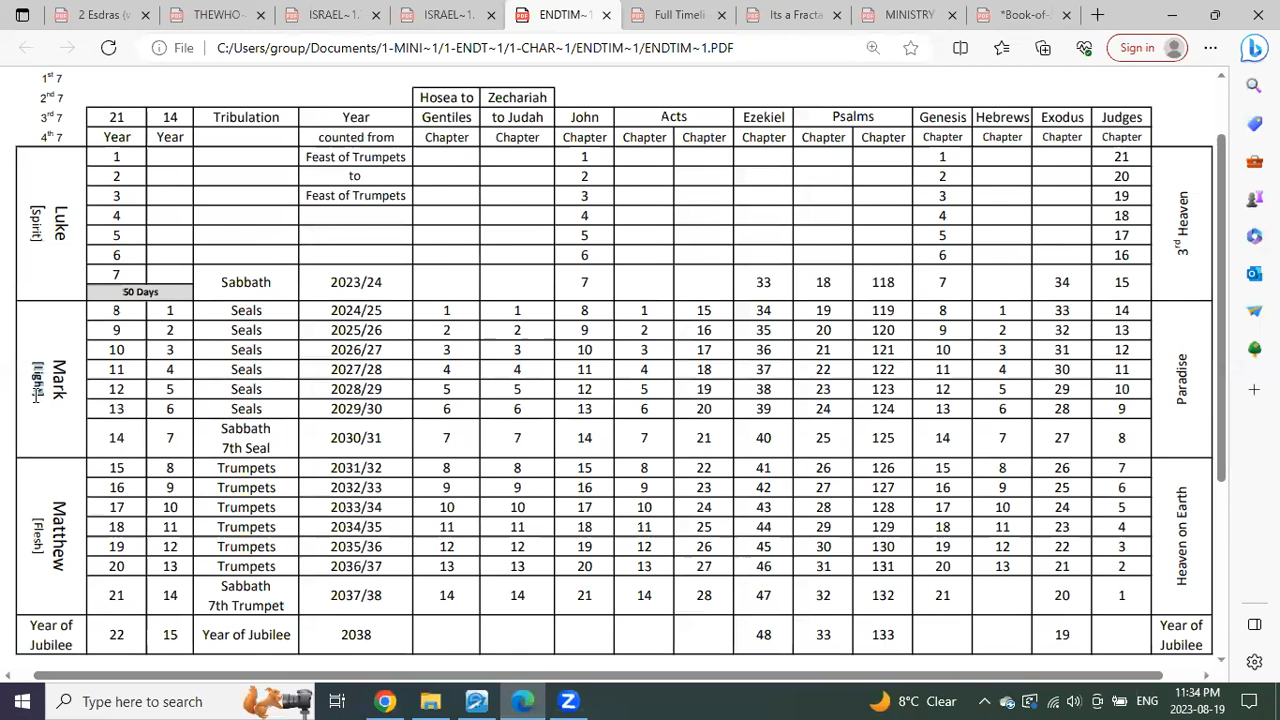 2 Esdras (v
THEWHO-
ISRAEL~1.
ISRAEL~1.
ENDTIM~
Full Timeli
Its a Fracta
MINISTRY
*Book-of-
File
C:/Users/group/Documents/1-MINI~1/1-ENDT~1/1-CHAR~1/ENDTIM~1/ENDTIM~1.PDF
Sign in
1st 7
2nd 7 Hosea to Zechariah
3rd 7 21 14 Tribulation Year Gentiles to Judah John Acts Ezekiel Psalms Genesis Hebrews Exodus Judges
4th 7 Year Year counted from Chapter Chapter Chapter Chapter Chapter Chapter Chapter Chapter Chapter Chapter Chapter Chapter
Luke
[Spirit]
3rd Heaven
1 Feast of Trumpets 1 1 21
2 to 2 2 20
3 Feast of Trumpets 3 3 19
4 4 4 18
5 5 5 17
6 6 6 16
7 Sabbath 2023/24 7 33 18 118 7 34 15
50 Days
Mark
Paradise
8 1 Seals 2024/25 1 1 8 1 15 34 19 119 8 1 33 14
9 2 Seals 2025/26 2 2 9 2 16 35 20 120 9 2 32 13
10 3 Seals 2026/27 3 3 10 3 17 36 21 121 10 3 31 12
11 4 Seals 2027/28 4 4 11 4 18 37 22 122 11 4 30 11
12 5 Seals 2028/29 5 5 12 5 19 38 23 123 12 5 29 10
13 6 Seals 2029/30 6 6 13 6 20 39 24 124 13 6 28 9
14 7 Sabbath 2030/31 7 7 14 7 21 40 25 125 14 7 27 8
7th Seal
Matthew
[Flesh]
Heaven on Earth
15 8 Trumpets 2031/32 8 8 15 8 22 41 26 126 15 8 26 7
16 9 Trumpets 2032/33 9 9 16 9 23 42 27 127 16 9 25 6
17 10 Trumpets 2033/34 10 10 17 10 24 43 28 128 17 10 24 5
18 11 Trumpets 2034/35 11 11 18 11 25 44 29 129 18 11 23 4
19 12 Trumpets 2035/36 12 12 19 12 26 45 30 130 19 12 22 3
20 13 Trumpets 2036/37 13 13 20 13 27 46 31 131 20 13 21 2
21 14 Sabbath 2037/38 14 14 21 14 28 47 32 132 21 20 1
7th Trumpet
Year of Jubilee 22 15 Year of Jubilee 2038 48 33 133 19 Year of Jubilee
Type here to search
8°C Clear
ENG
11:34 PM
2023-08-19